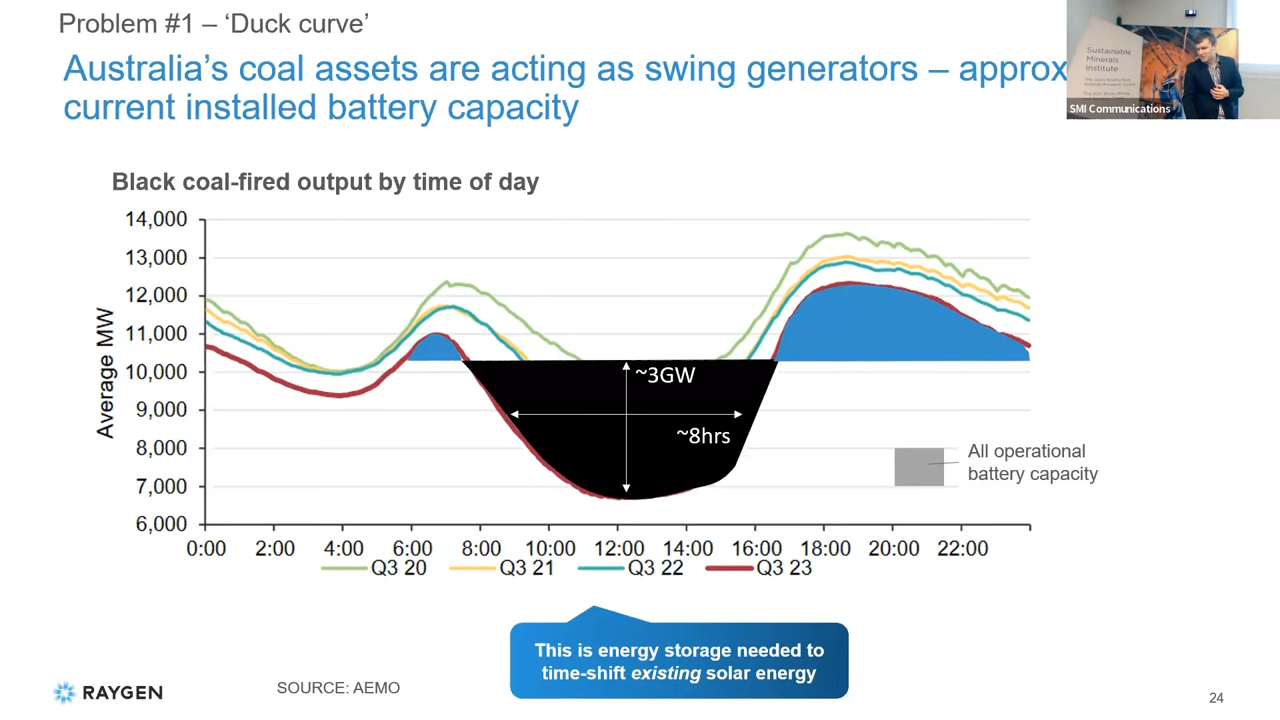 Problem #1 – ‘Duck curve’
Australia’s coal assets are acting as swing generators – approx
current installed battery capacity
Sustainable
Minerals
Institute
SMI Communications
Black coal-fired output by time of day
Average MW
14,000
13,000
12,000
11,000
10,000
9,000
8,000
7,000
6,000
~3GW
~8hrs
All operational
battery capacity
0:00 2:00 4:00 6:00 8:00 10:00 12:00 14:00 16:00 18:00 20:00 22:00
Q3 20 Q3 21 Q3 22 Q3 23
This is energy storage needed to
time-shift existing solar energy
RAYGEN
SOURCE: AEMO
24